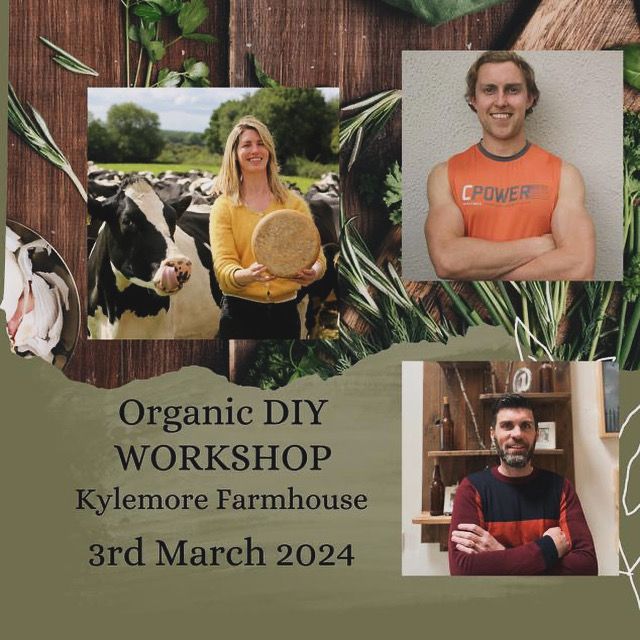 CPOWER
Organic DIY
WORKSHOP
Kylemore Farmhouse
3rd March 2024